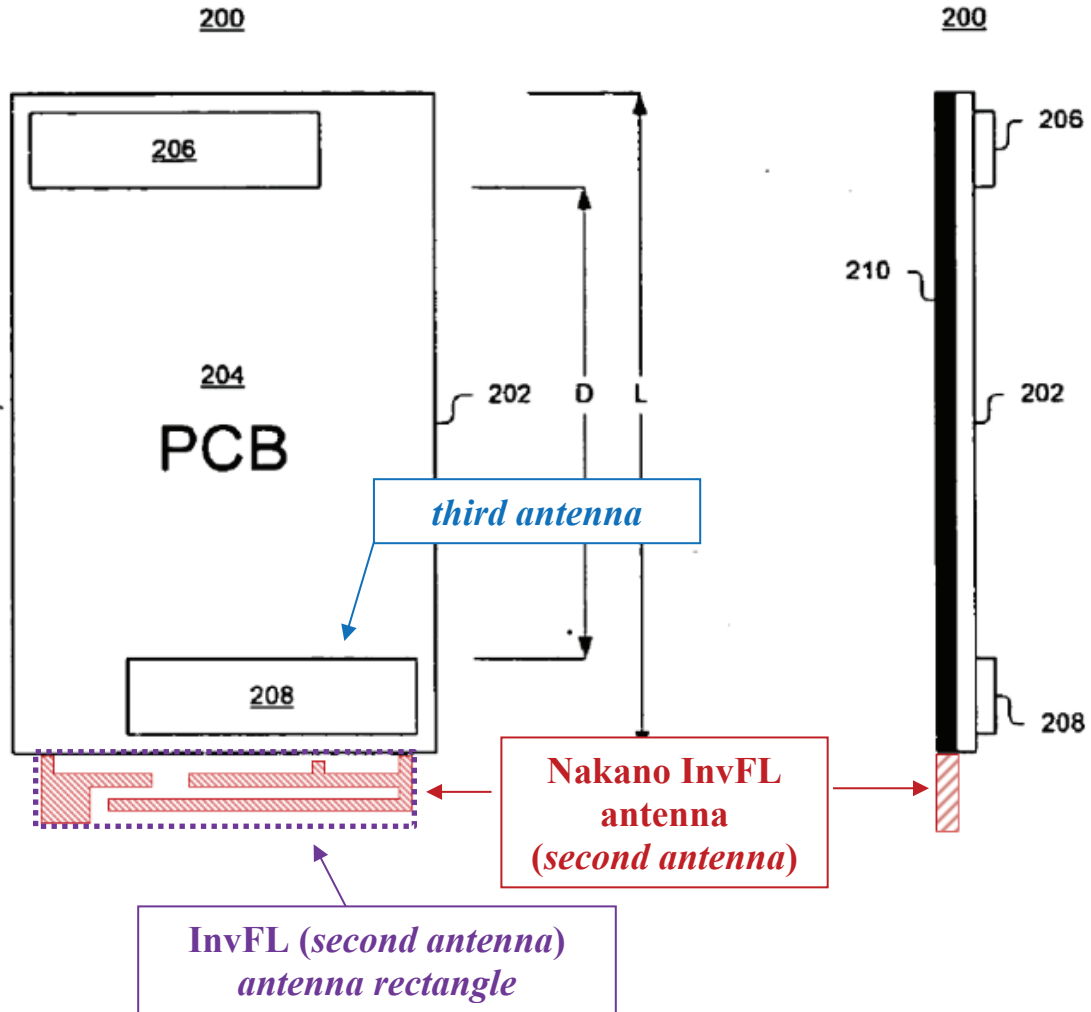 200
200
206
206
210
204
PCB
202
D
L
202
third antenna
208
208
Nakano InvFL
antenna
(second antenna)
InvFL (second antenna)
antenna rectangle